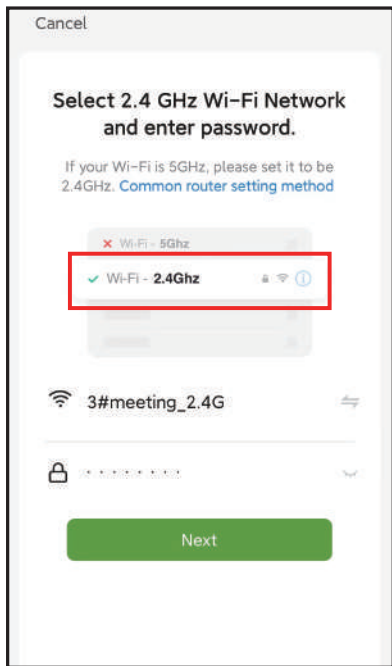 Cancel
Select 2.4 GHz Wi-Fi Network
and enter password.
If your Wi-Fi is 5GHz, please set it to be
2.4GHz. Common router setting method
Wi-Fi - 5Ghz
Wi-Fi - 2.4Ghz
3#meeting_2.4G
Next